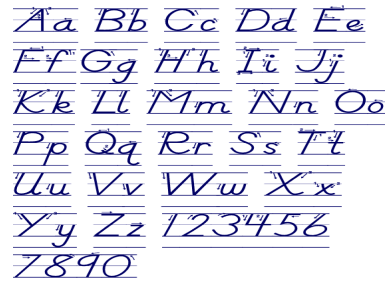 Aa Bb Cc Dd Ee
Ff Gg Hh Ii Jj
Kk Ll Mm Nn Oo
Pp Qq Rr Ss Tt
Uu Vv Ww Xx
Yy Zz 123456
7890